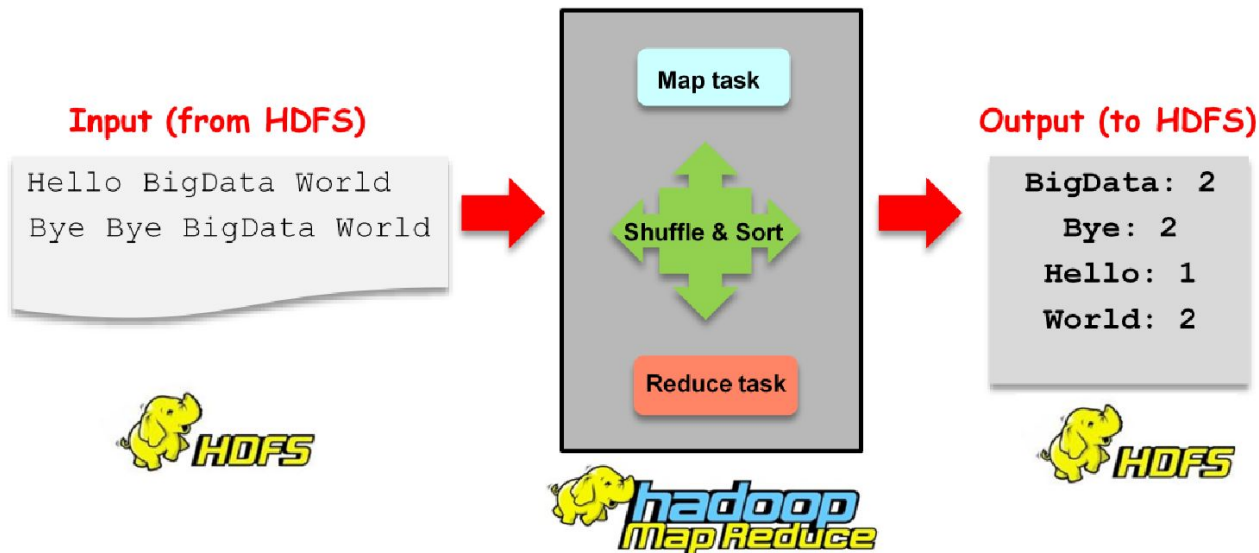 Input (from HDFS)
Hello BigData World
Bye Bye BigData World
HDFS
Map task
Shuffle & Sort
Reduce task
hadoop
Map Reduce
Output (to HDFS)
BigData: 2
Bye: 2
Hello: 1
World: 2
HDFS